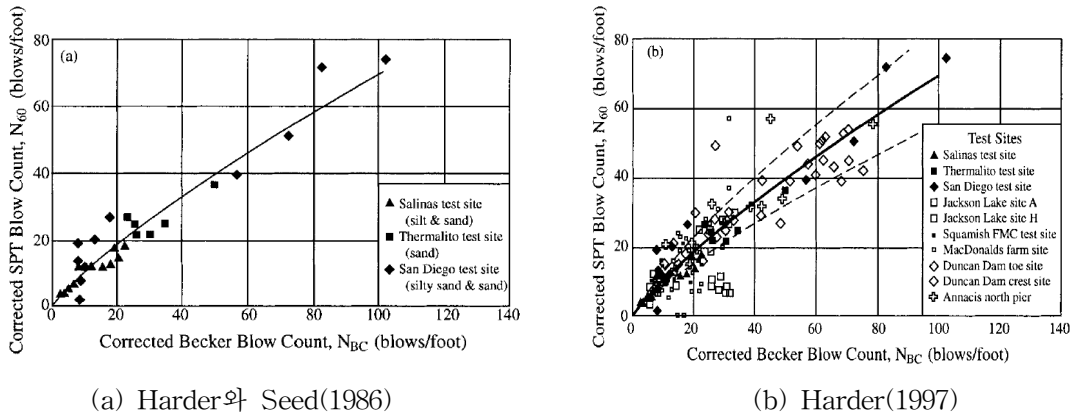 (a)
Corrected SPT Blow Count, N60 (blows/foot)
80
60
40
20
0
0 20 40 60 80 100 120 140
Corrected Becker Blow Count, NBC (blows/foot)
Salinas test site
(silt & sand)
Thermalito test site
(sand)
San Diego test site
(silty sand & sand)
(a) Harder와 Seed(1986)
(b)
Corrected SPT Blow Count, N60 (blows/foot)
80
60
40
20
0
0 20 40 60 80 100 120 140
Corrected Becker Blow Count, NBC (blows/foot)
Test Sites
Salinas test site
Thermalito test site
San Diego test site
Jackson Lake site A
Jackson Lake site H
Squamish FMC test site
MacDonalds farm site
Duncan Dam toe site
Duncan Dam crest site
Annacis north pier
(b) Harder(1997)